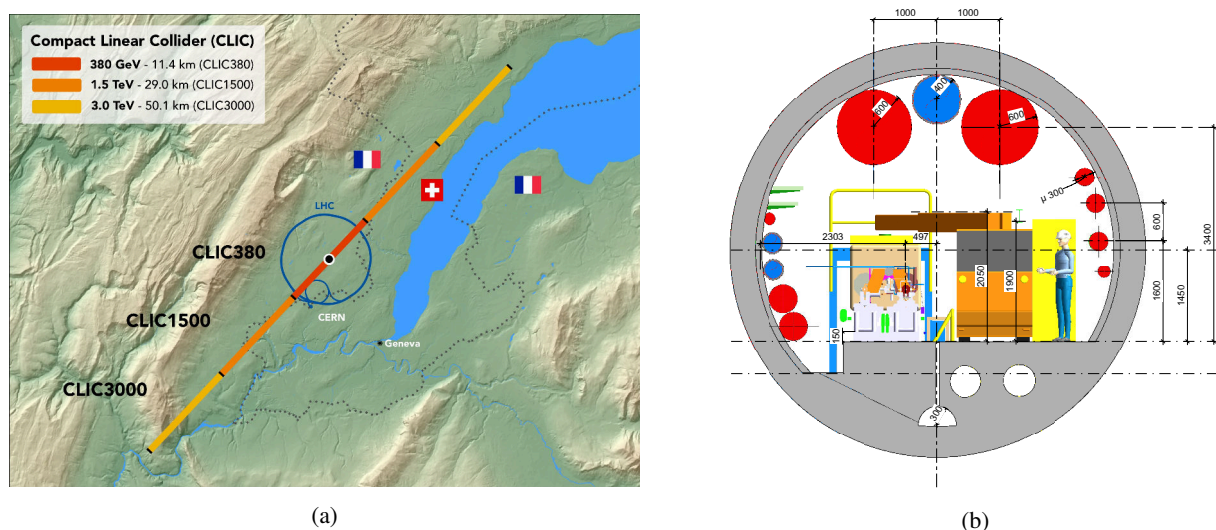 Compact Linear Collider (CLIC)
380 GeV - 11.4 km (CLIC380)
1.5 TeV - 29.0 km (CLIC1500)
3.0 TeV - 50.1 km (CLIC3000)
LHC
CLIC380
CERN
CLIC1500
Geneva
CLIC3000
(a)
1000 1000
400
600 600
µ 300
600
3400
2303 497
2050
1900
1600
1450
150
300
(b)